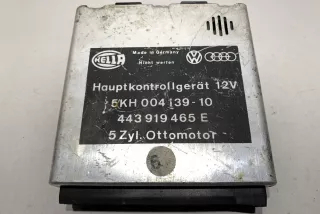 HELLA
Made in Germany
Nicht werfen
Hauptkontrollgerät 12V
5KH 004 139-10
443 919 465 E
5 Zyl. Ottomotor
6